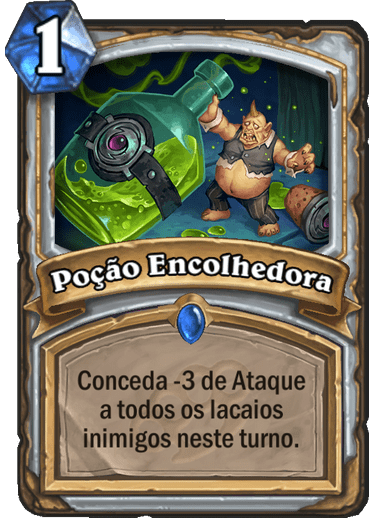 1
Poção Encolhedora
Conceda -3 de Ataque
a todos os lacaios
inimigos neste turno.